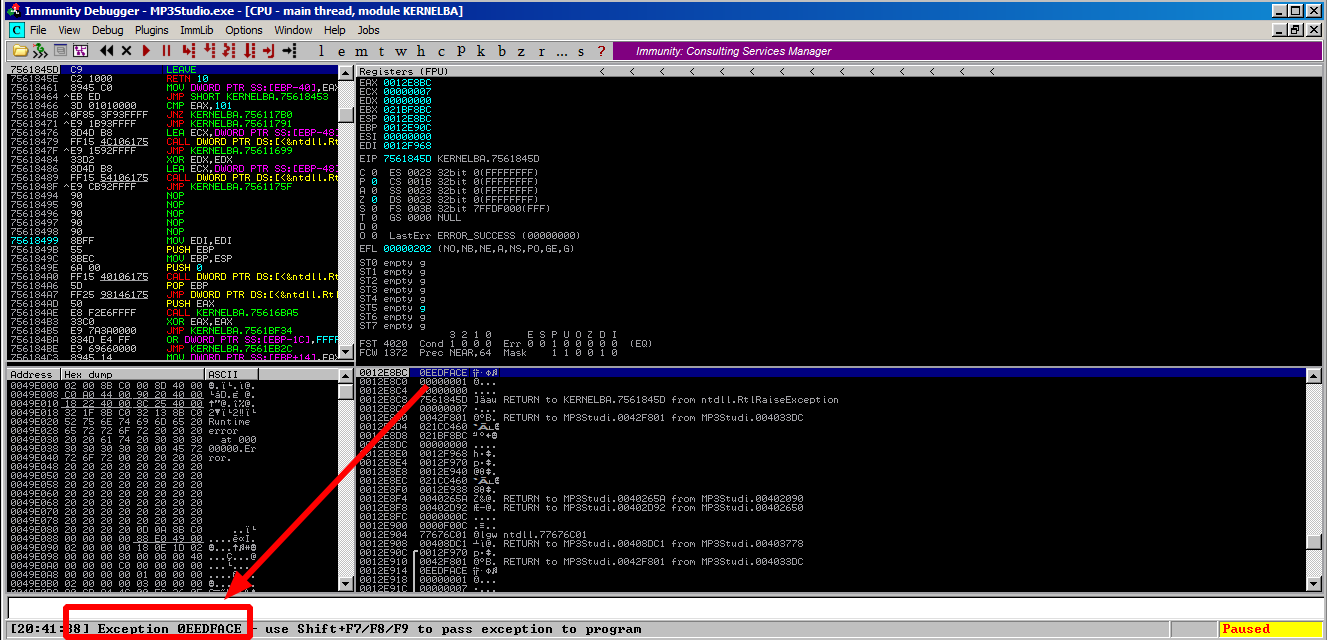 Immunity Debugger - MP3Studio.exe - [CPU - main thread, module KERNELBA]
C File View Debug Plugins ImmLib Options Window Help Jobs
l e m t w h c P k b z r ... s ? Immunity: Consulting Services Manager
7561845D C9 LEAVE
7561845E C2 1000 RETN 10
75618461 8945 C0 MOV DWORD PTR SS:[EBP-40],EAX
75618464 ^EB ED JMP SHORT KERNELBA.75618453
75618466 3D 01010000 CMP EAX,101
7561846B ^0F85 3F93FFFF JNZ KERNELBA.756117B0
75618471 ^E9 1B93FFFF JMP KERNELBA.75611791
75618476 8D4D B8 LEA ECX,DWORD PTR SS:[EBP-48]
75618479 FF15 4C106175 CALL DWORD PTR DS:[<&ntdll.Rt
7561847F ^E9 1592FFFF JMP KERNELBA.75611699
75618484 33D2 XOR EDX,EDX
75618486 8D4D B8 LEA ECX,DWORD PTR SS:[EBP-48]
75618489 FF15 54106175 CALL DWORD PTR DS:[<&ntdll.Rt
7561848F ^E9 CB92FFFF JMP KERNELBA.7561175F
75618494 90 NOP
75618495 90 NOP
75618496 90 NOP
75618497 90 NOP
75618498 90 NOP
75618499 8BFF MOV EDI,EDI
7561849B 55 PUSH EBP
7561849C 8BEC MOV EBP,ESP
7561849E 6A 00 PUSH 0
756184A0 FF15 40106175 CALL DWORD PTR DS:[<&ntdll.Rt
756184A6 5D POP EBP
756184A7 FF25 98146175 JMP DWORD PTR DS:[<&ntdll.Rt
756184AD 50 PUSH EAX
756184AE E8 F2E6FFFF CALL KERNELBA.75616BA5
756184B3 33C0 XOR EAX,EAX
756184B5 E9 7A3A0000 JMP KERNELBA.7561BF34
756184BA 834D E4 FF OR DWORD PTR SS:[EBP-1C],FFFF
756184BE E9 69660000 JMP KERNELBA.7561EB2C
756184C3 8945 14 MOV DWORD PTR SS:[EBP+14],EAX
Registers (FPU) < < < < < < < < < < < < < <
EAX 0012E8BC
ECX 00000007
EDX 00000000
EBX 021BF8BC
ESP 0012E8BC
EBP 0012E90C
ESI 00000000
EDI 0012F968
EIP 7561845D KERNELBA.7561845D
C 0 ES 0023 32bit 0(FFFFFFFF)
P 0 CS 001B 32bit 0(FFFFFFFF)
A 0 SS 0023 32bit 0(FFFFFFFF)
Z 0 DS 0023 32bit 0(FFFFFFFF)
S 0 FS 003B 32bit 7FFDF000(FFF)
T 0 GS 0000 NULL
D 0
O 0 LastErr ERROR_SUCCESS (00000000)
EFL 00000202 (NO,NB,NE,A,NS,PO,GE,G)
ST0 empty g
ST1 empty g
ST2 empty g
ST3 empty g
ST4 empty g
ST5 empty g
ST6 empty g
ST7 empty g
3 2 1 0 E S P U O Z D I
FST 4020 Cond 1 0 0 0 Err 0 0 1 0 0 0 0 0 (EQ)
FCW 1372 Prec NEAR,64 Mask 1 1 0 0 1 0
Address Hex dump ASCII
0049E000 02 00 8B C0 00 8D 40 00
0049E008 C0 A0 44 00 90 20 40 00
0049E010 18 22 40 00 8C 25 40 00
0049E018 32 1F 8B C0 32 13 8B C0
0049E020 52 75 6E 74 69 6D 65 20 Runtime
0049E028 65 72 72 6F 72 20 20 20 error
0049E030 20 20 61 74 20 30 30 30 at 000
0049E038 30 30 30 30 30 00 45 72 00000.Er
0049E040 72 6F 72 00 20 20 20 20 ror.
0049E048 20 20 20 20 20 20 20 20
0049E050 20 20 20 20 20 20 20 20
0049E058 20 20 20 20 20 20 20 20
0049E060 20 20 20 20 20 20 20 20
0049E068 20 20 20 20 20 20 20 20
0049E070 20 20 20 20 20 20 20 20
0049E078 20 20 20 20 20 20 20 20
0049E080 20 20 20 20 0D 0A 8B C0
0049E088 00 00 00 00 88 E0 49 00
0049E090 02 00 00 00 18 0E 1D 02
0049E098 00 00 00 80 00 00 00 40
0049E0A0 00 00 00 C0 00 00 00 00
0049E0A8 00 00 00 00 01 00 00 00
0049E0B0 02 00 00 00 03 00 00 00
0012E8BC 0EEDFACE
0012E8C0 00000001
0012E8C4
0012E8C8 7561845D RETURN to KERNELBA.7561845D from ntdll.RtlRaiseException
00000007
0042F801 RETURN to MP3Studi.0042F801 from MP3Studi.004033DC
0012E8D4 021CC460
0012E8D8 021BF8BC
0012E8DC 00000000
0012E8E0 0012F968
0012E8E4 0012F970
0012E8E8 0012E940
0012E8EC 021CC460
0012E8F0 0012E938
0012E8F4 0040265A RETURN to MP3Studi.0040265A from MP3Studi.00402090
0012E8F8 00402D92 RETURN to MP3Studi.00402D92 from MP3Studi.00402650
0012E8FC 0000000C
0012E900 0000F00C
0012E904 77676C01 ntdll.77676C01
0012E908 00408DC1 RETURN to MP3Studi.00408DC1 from MP3Studi.00403778
0012E90C 0012F970
0012E910 0042F801 RETURN to MP3Studi.0042F801 from MP3Studi.004033DC
0012E914 0EEDFACE
0012E918 00000001
0012E91C 00000007
[20:41:38] Exception 0EEDFACE - use Shift+F7/F8/F9 to pass exception to program Paused